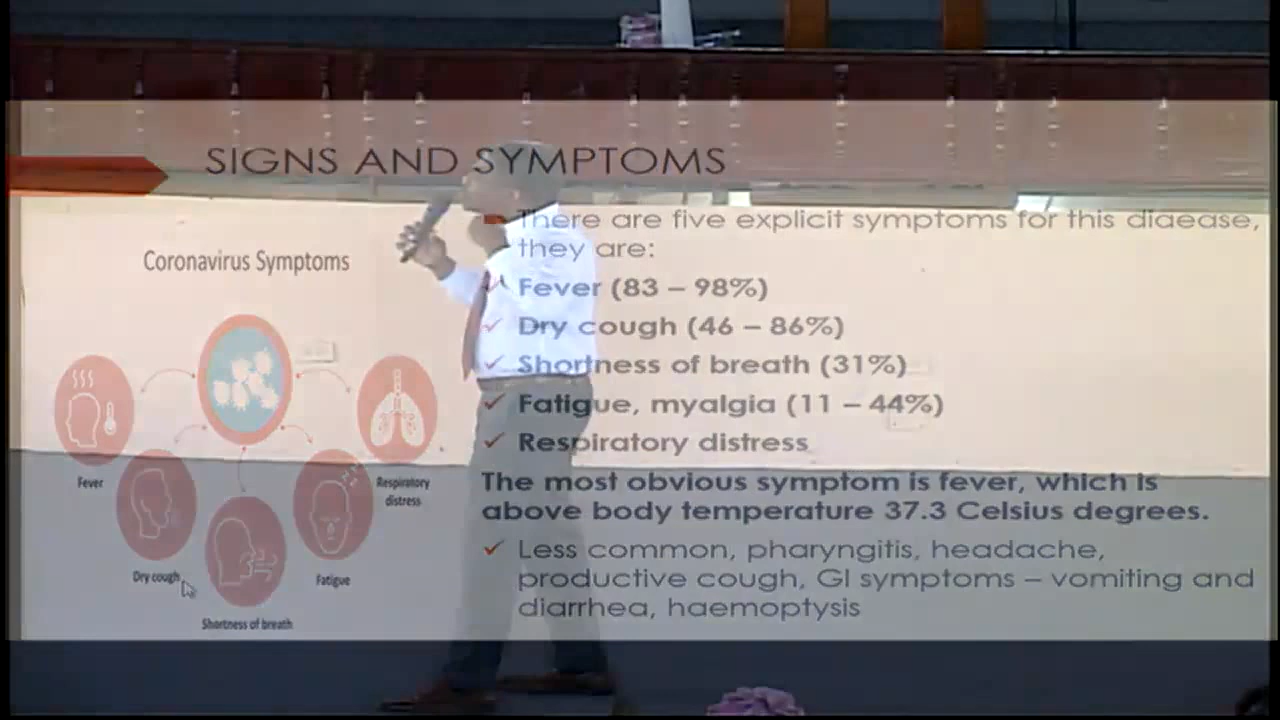 SIGNS AND SYMPTOMS
There are five explicit symptoms for this diaease,
they are:
Coronavirus Symptoms
Fever (83 – 98%)
Dry cough (46 – 86%)
Shortness of breath (31%)
Fatigue, myalgia (11 – 44%)
Respiratory distress
The most obvious symptom is fever, which is
above body temperature 37.3 Celsius degrees.
Less common, pharyngitis, headache,
productive cough, GI symptoms – vomiting and
diarrhea, haemoptysis
Fever
Respiratory
distress
Dry cough
Fatigue
Shortness of breath